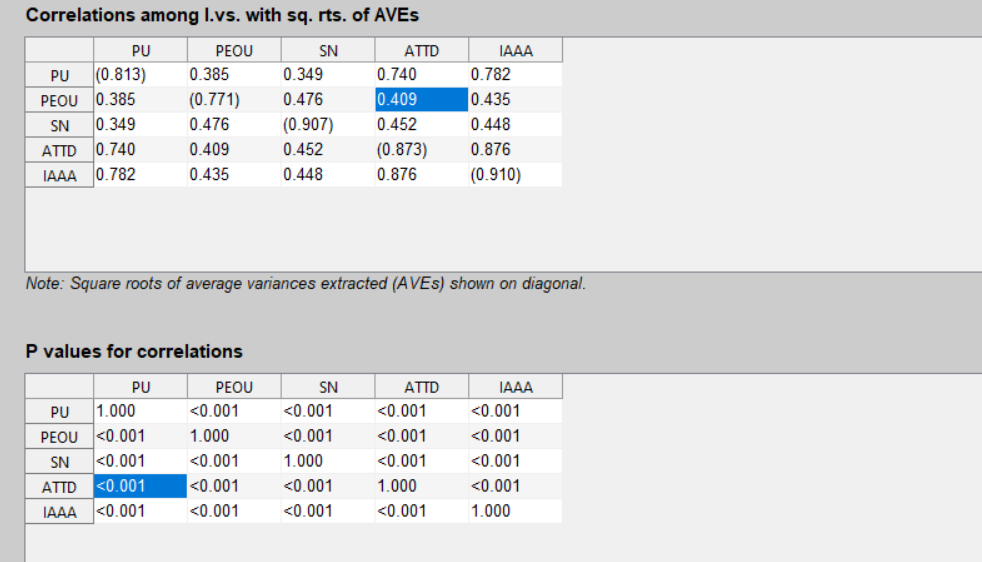 Correlations among l.vs. with sq. rts. of AVEs
PU PEOU SN ATTD IAAA
PU (0.813) 0.385 0.349 0.740 0.782
PEOU 0.385 (0.771) 0.476 0.409 0.435
SN 0.349 0.476 (0.907) 0.452 0.448
ATTD 0.740 0.409 0.452 (0.873) 0.876
IAAA 0.782 0.435 0.448 0.876 (0.910)
Note: Square roots of average variances extracted (AVEs) shown on diagonal.
P values for correlations
PU PEOU SN ATTD IAAA
PU 1.000 <0.001 <0.001 <0.001 <0.001
PEOU <0.001 1.000 <0.001 <0.001 <0.001
SN <0.001 <0.001 1.000 <0.001 <0.001
ATTD <0.001 <0.001 <0.001 1.000 <0.001
IAAA <0.001 <0.001 <0.001 <0.001 1.000